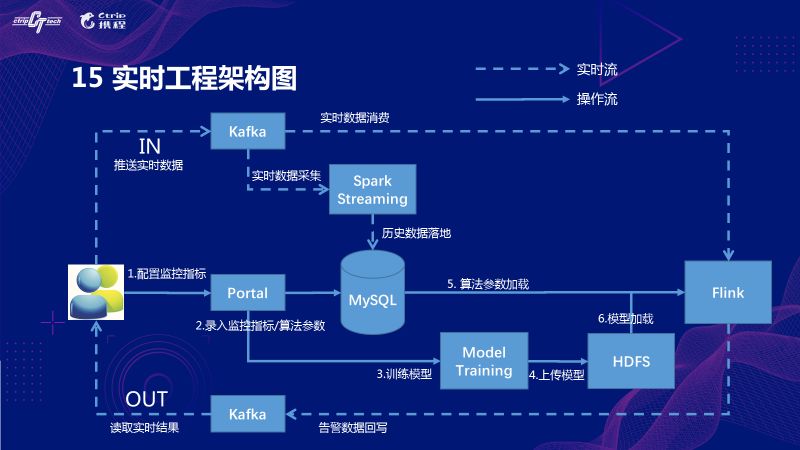 ctrip CT tech
Ctrip
携程
15 实时工程架构图
实时流
操作流
Kafka
实时数据消费
IN
推送实时数据
实时数据采集
Spark
Streaming
历史数据落地
1.配置监控指标
Portal
MySQL
5. 算法参数加载
Flink
2.录入监控指标/算法参数
6.模型加载
Model
Training
HDFS
3.训练模型
4.上传模型
OUT
Kafka
读取实时结果
告警数据回写